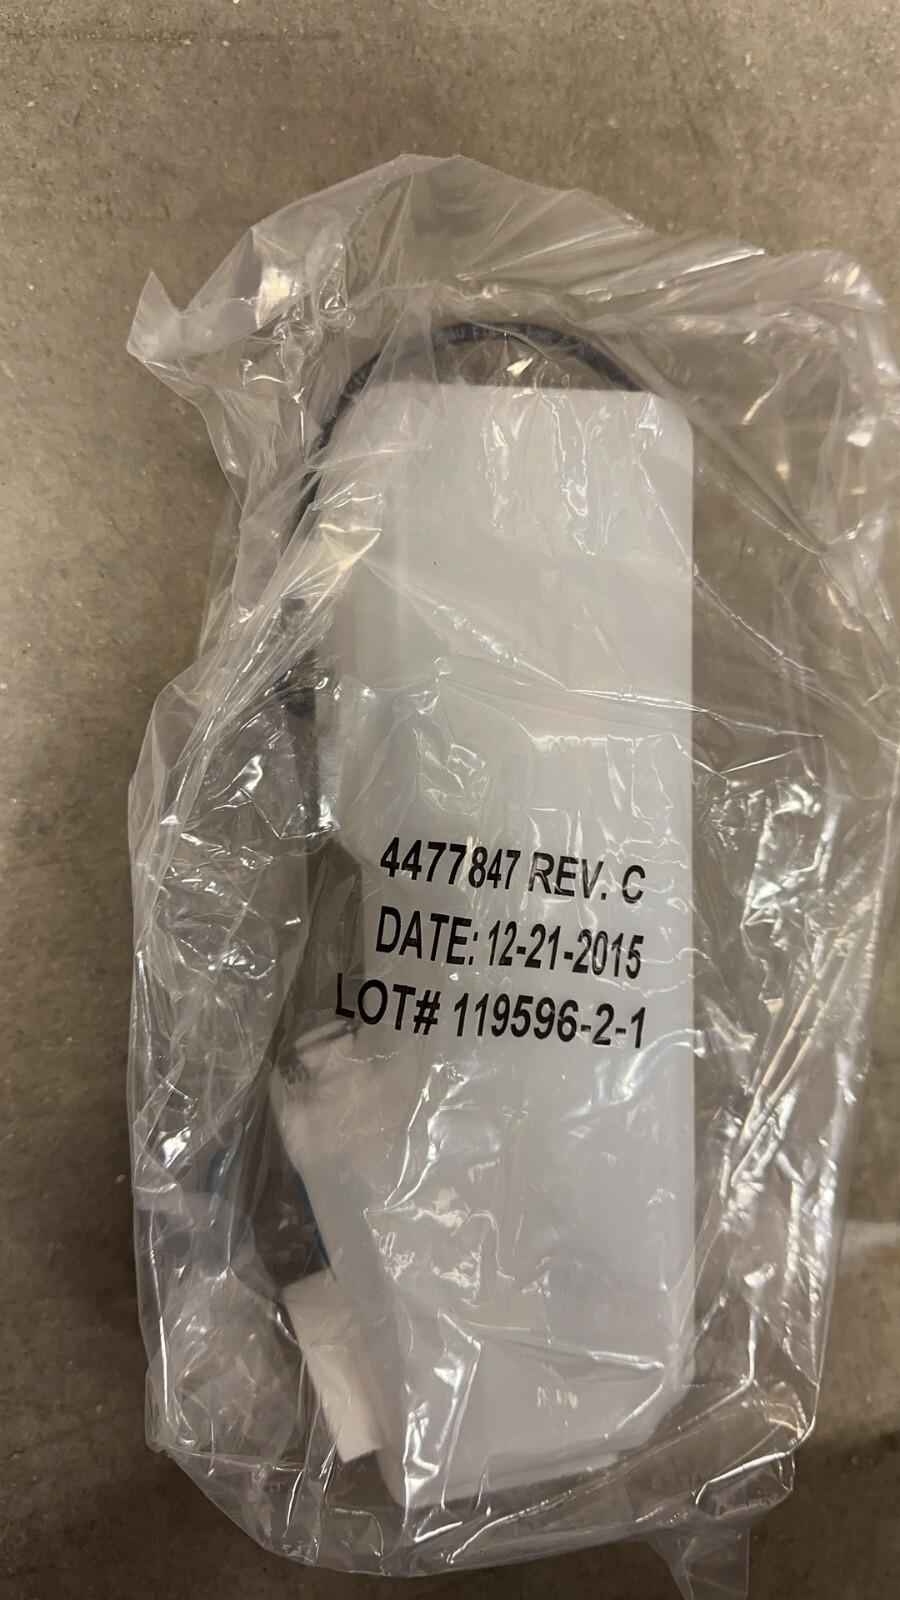 4477847 REV. C
DATE: 12-21-2015
LOT# 119596-2-1